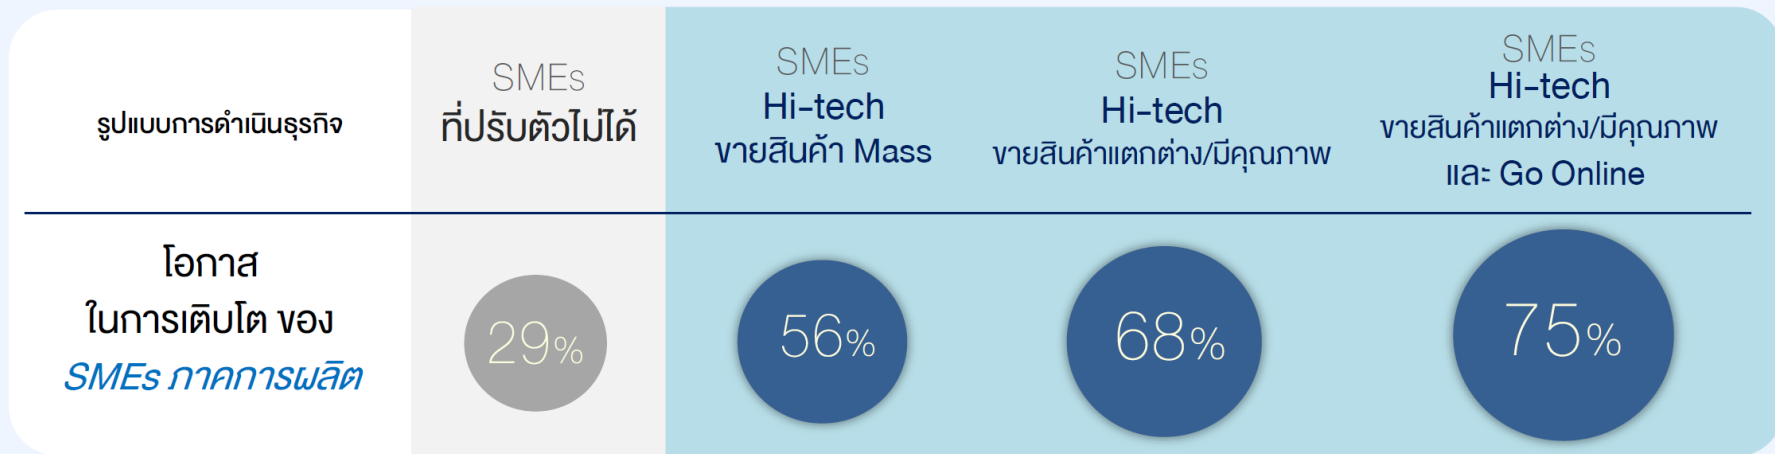 รูปแบบการดำเนินธุรกิจ
SMEs
ที่ปรับตัวไม่ได้
SMEs
Hi-tech
ขายสินค้า Mass
SMEs
Hi-tech
ขายสินค้าแตกต่าง/มีคุณภาพ
SMEs
Hi-tech
ขายสินค้าแตกต่าง/มีคุณภาพ
และ Go Online
โอกาส
ในการเติบโต ของ
SMEs ภาคการผลิต
29%
56%
68%
75%